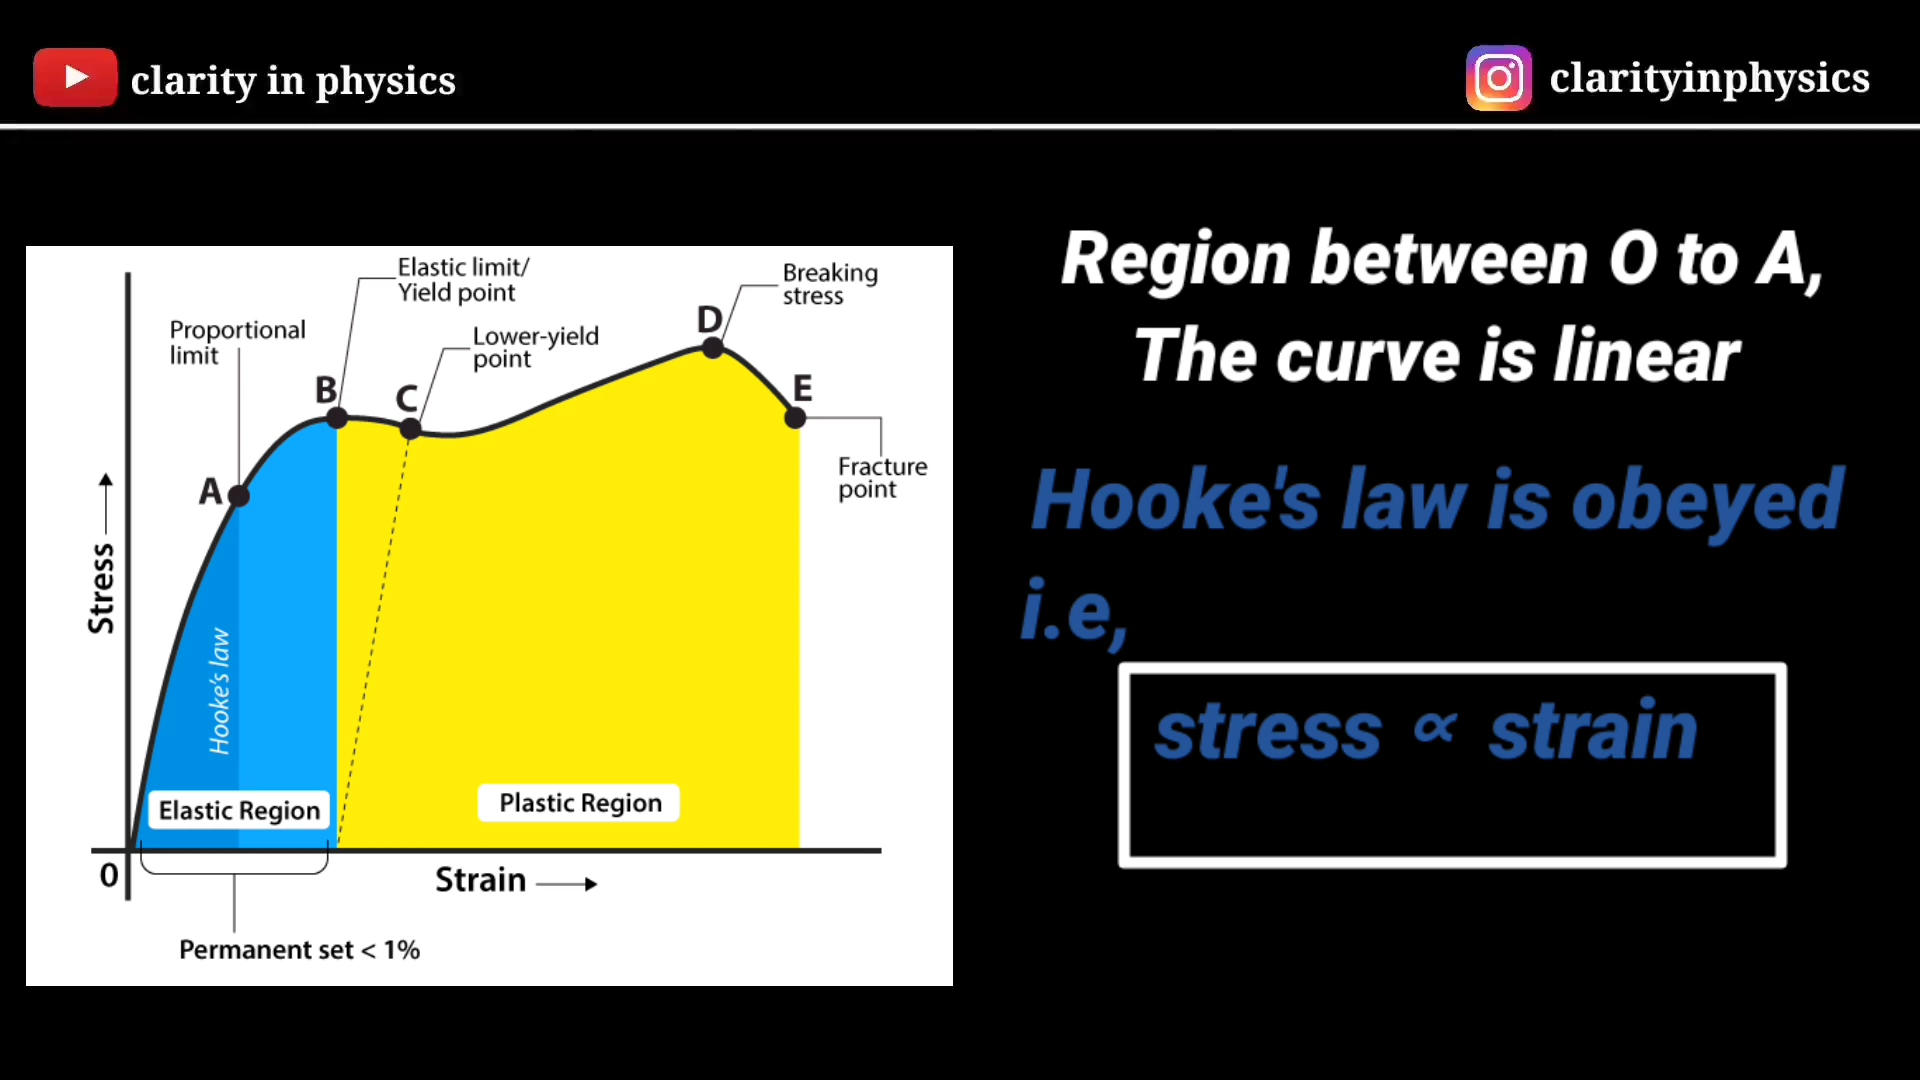 clarity in physics
clarityinphysics
Region between O to A,
The curve is linear
Hooke's law is obeyed
i.e,
stress ∝ strain
Elastic limit/
Yield point
Breaking
stress
Proportional
limit
Lower-yield
point
A
B
C
D
E
Fracture
point
Stress
Hooke's law
Elastic Region
Plastic Region
0
Strain
Permanent set < 1%